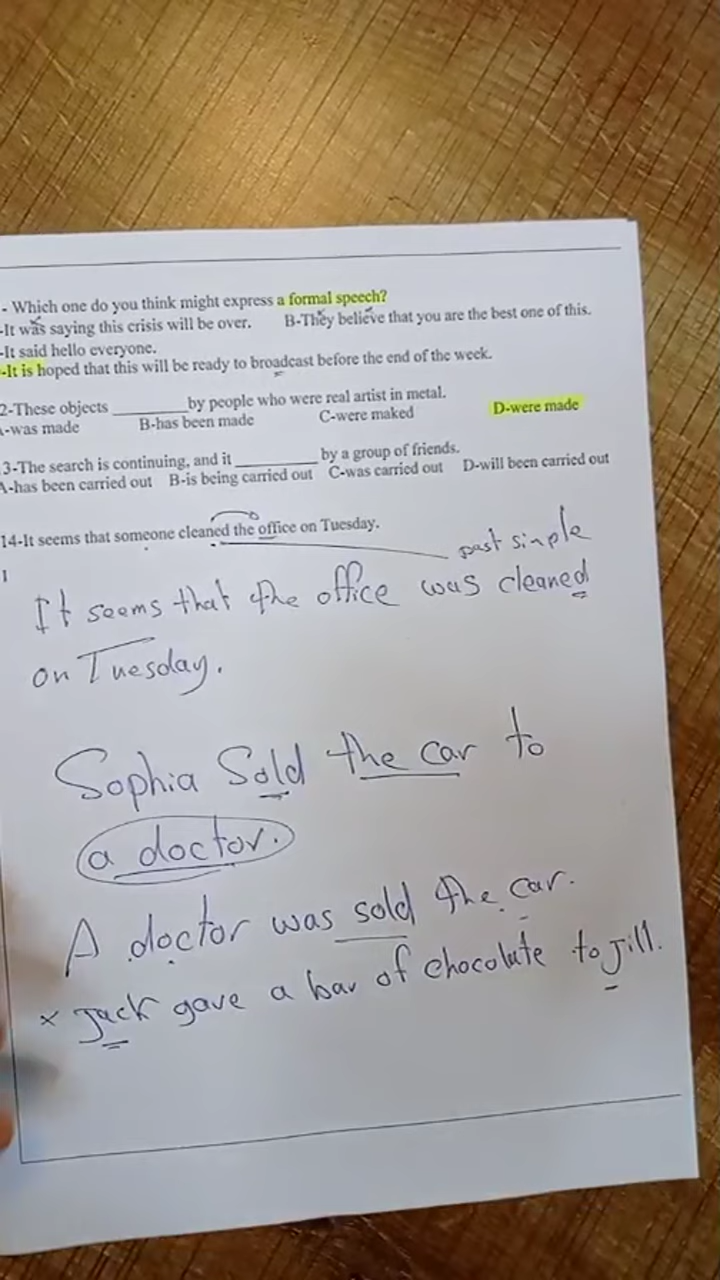 - Which one do you think might express a formal speech?
-It was saying this crisis will be over. B-They believe that you are the best one of this.
-It said hello everyone.
-It is hoped that this will be ready to broadcast before the end of the week.
2-These objects ________by people who were real artist in metal.
-was made B-has been made C-were maked D-were made
3-The search is continuing, and it _________ by a group of friends.
A-has been carried out B-is being carried out C-was carried out D-will been carried out
14-It seems that someone cleaned the office on Tuesday.
past simple
1
It seems that the office was cleaned
on Tuesday.
Sophia Sold the car to
a doctor.
A doctor was sold the car.
x Jack gave a bar of chocolate to Jill.